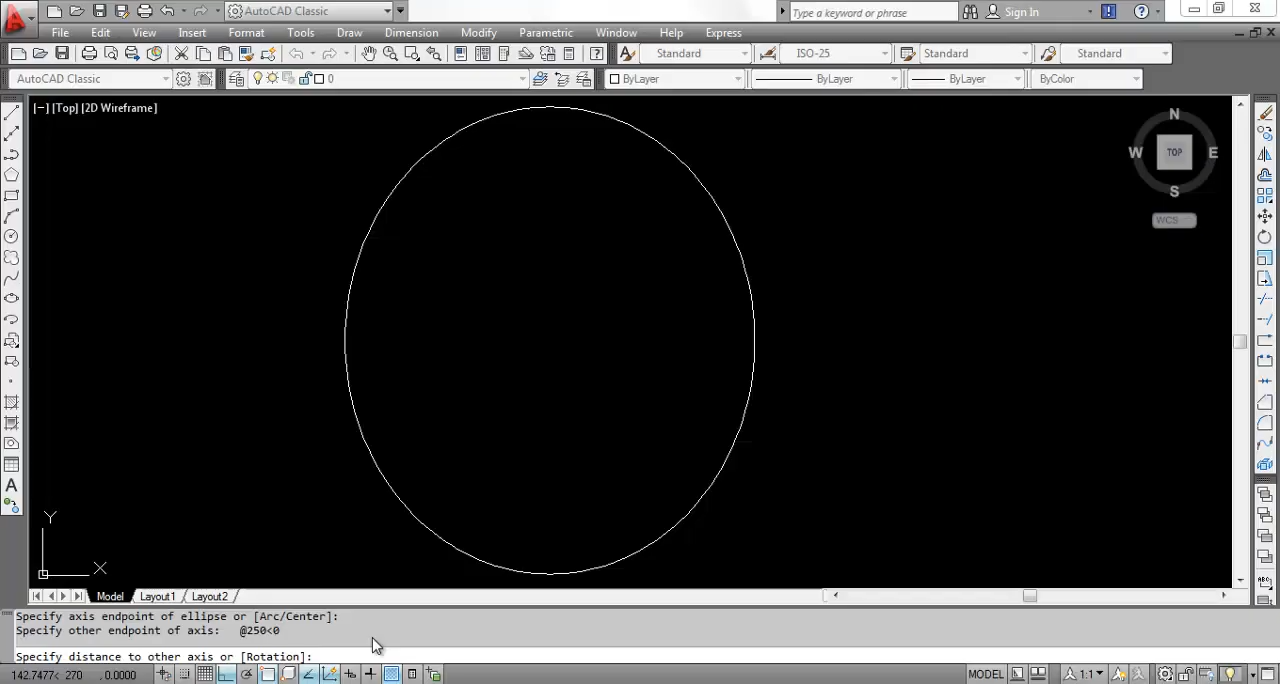 AutoCAD Classic
Type a keyword or phrase
Sign In
File Edit View Insert Format Tools Draw Dimension Modify Parametric Window Help Express
Standard ISO-25 Standard Standard
AutoCAD Classic 0 ByLayer ByLayer ByLayer ByColor
[−] [Top] [2D Wireframe]
N
W TOP E
S
WCS
Y
X
Model Layout1 Layout2
Specify axis endpoint of ellipse or [Arc/Center]:
Specify other endpoint of axis: @250<0
Specify distance to other axis or [Rotation]:
142.7477< 270 , 0.0000 MODEL 1:1